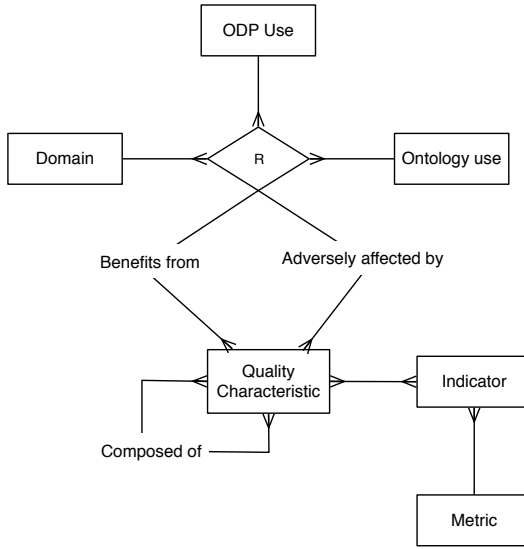 ODP Use
Domain
R
Ontology use
Benefits from
Adversely affected by
Quality
Characteristic
Indicator
Composed of
Metric